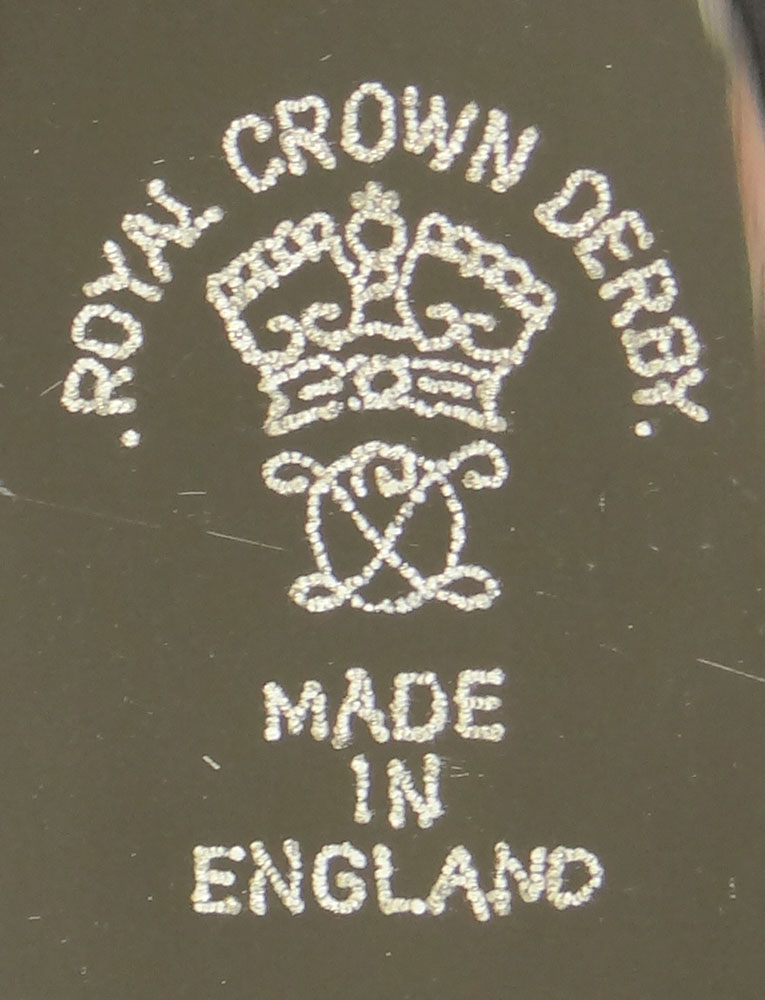 .ROYAL CROWN DERBY.
MADE
IN
ENGLAND